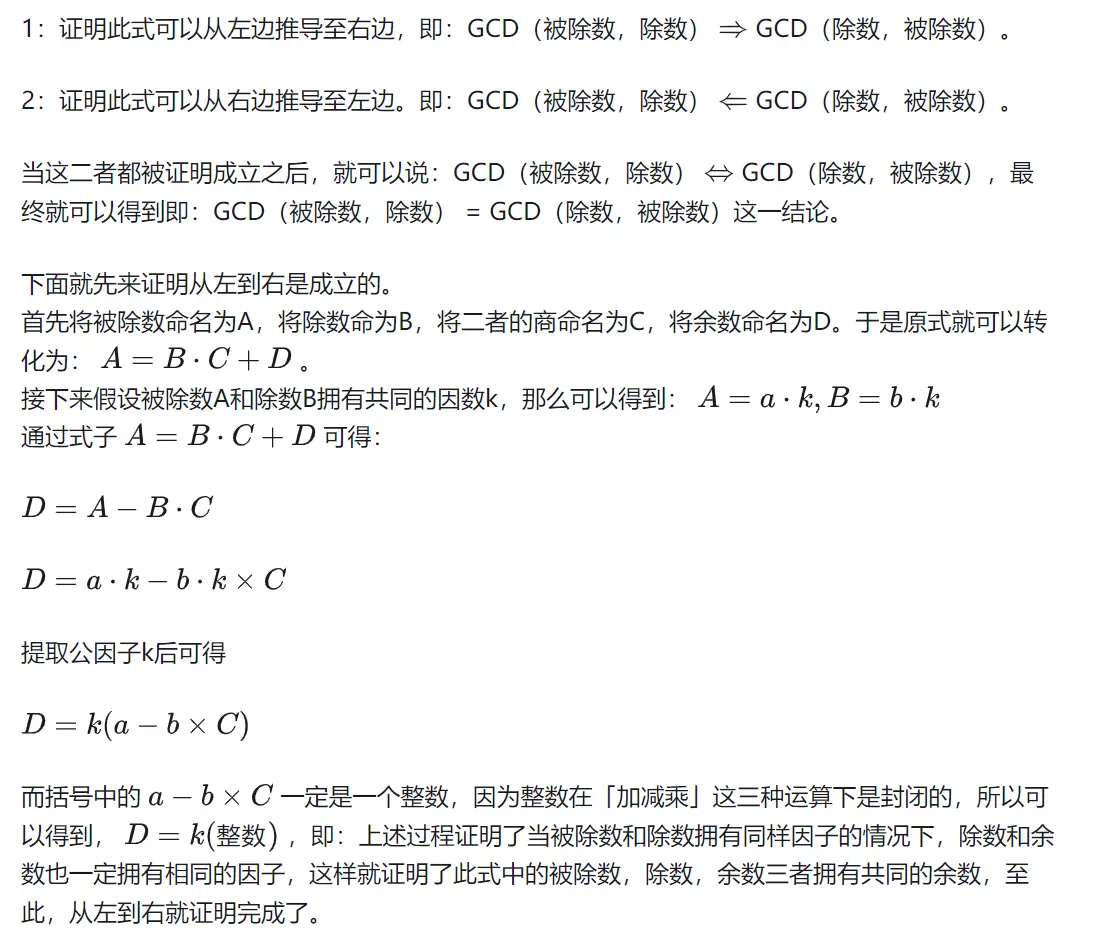 1：证明此式可以从左边推导至右边，即：GCD（被除数，除数） ⇒ GCD（除数，被除数）。
2：证明此式可以从右边推导至左边。即：GCD（被除数，除数） ⇐ GCD（除数，被除数）。
当这二者都被证明成立之后，就可以说：GCD（被除数，除数） ⇔ GCD（除数，被除数），最
终就可以得到即：GCD（被除数，除数） = GCD（除数，被除数）这一结论。
下面就先来证明从左到右是成立的。
首先将被除数命名为A，将除数命为B，将二者的商命名为C，将余数命名为D。于是原式就可以转
化为： A = B · C + D 。
接下来假设被除数A和除数B拥有共同的因数k，那么可以得到： A = a · k, B = b · k
通过式子 A = B · C + D 可得：
D = A − B · C
D = a · k − b · k × C
提取公因子k后可得
D = k(a − b × C)
而括号中的 a − b × C 一定是一个整数，因为整数在「加减乘」这三种运算下是封闭的，所以可
以得到， D = k(整数) ，即：上述过程证明了当被除数和除数拥有同样因子的情况下，除数和余
数也一定拥有相同的因子，这样就证明了此式中的被除数，除数，余数三者拥有共同的余数，至
此，从左到右就证明完成了。